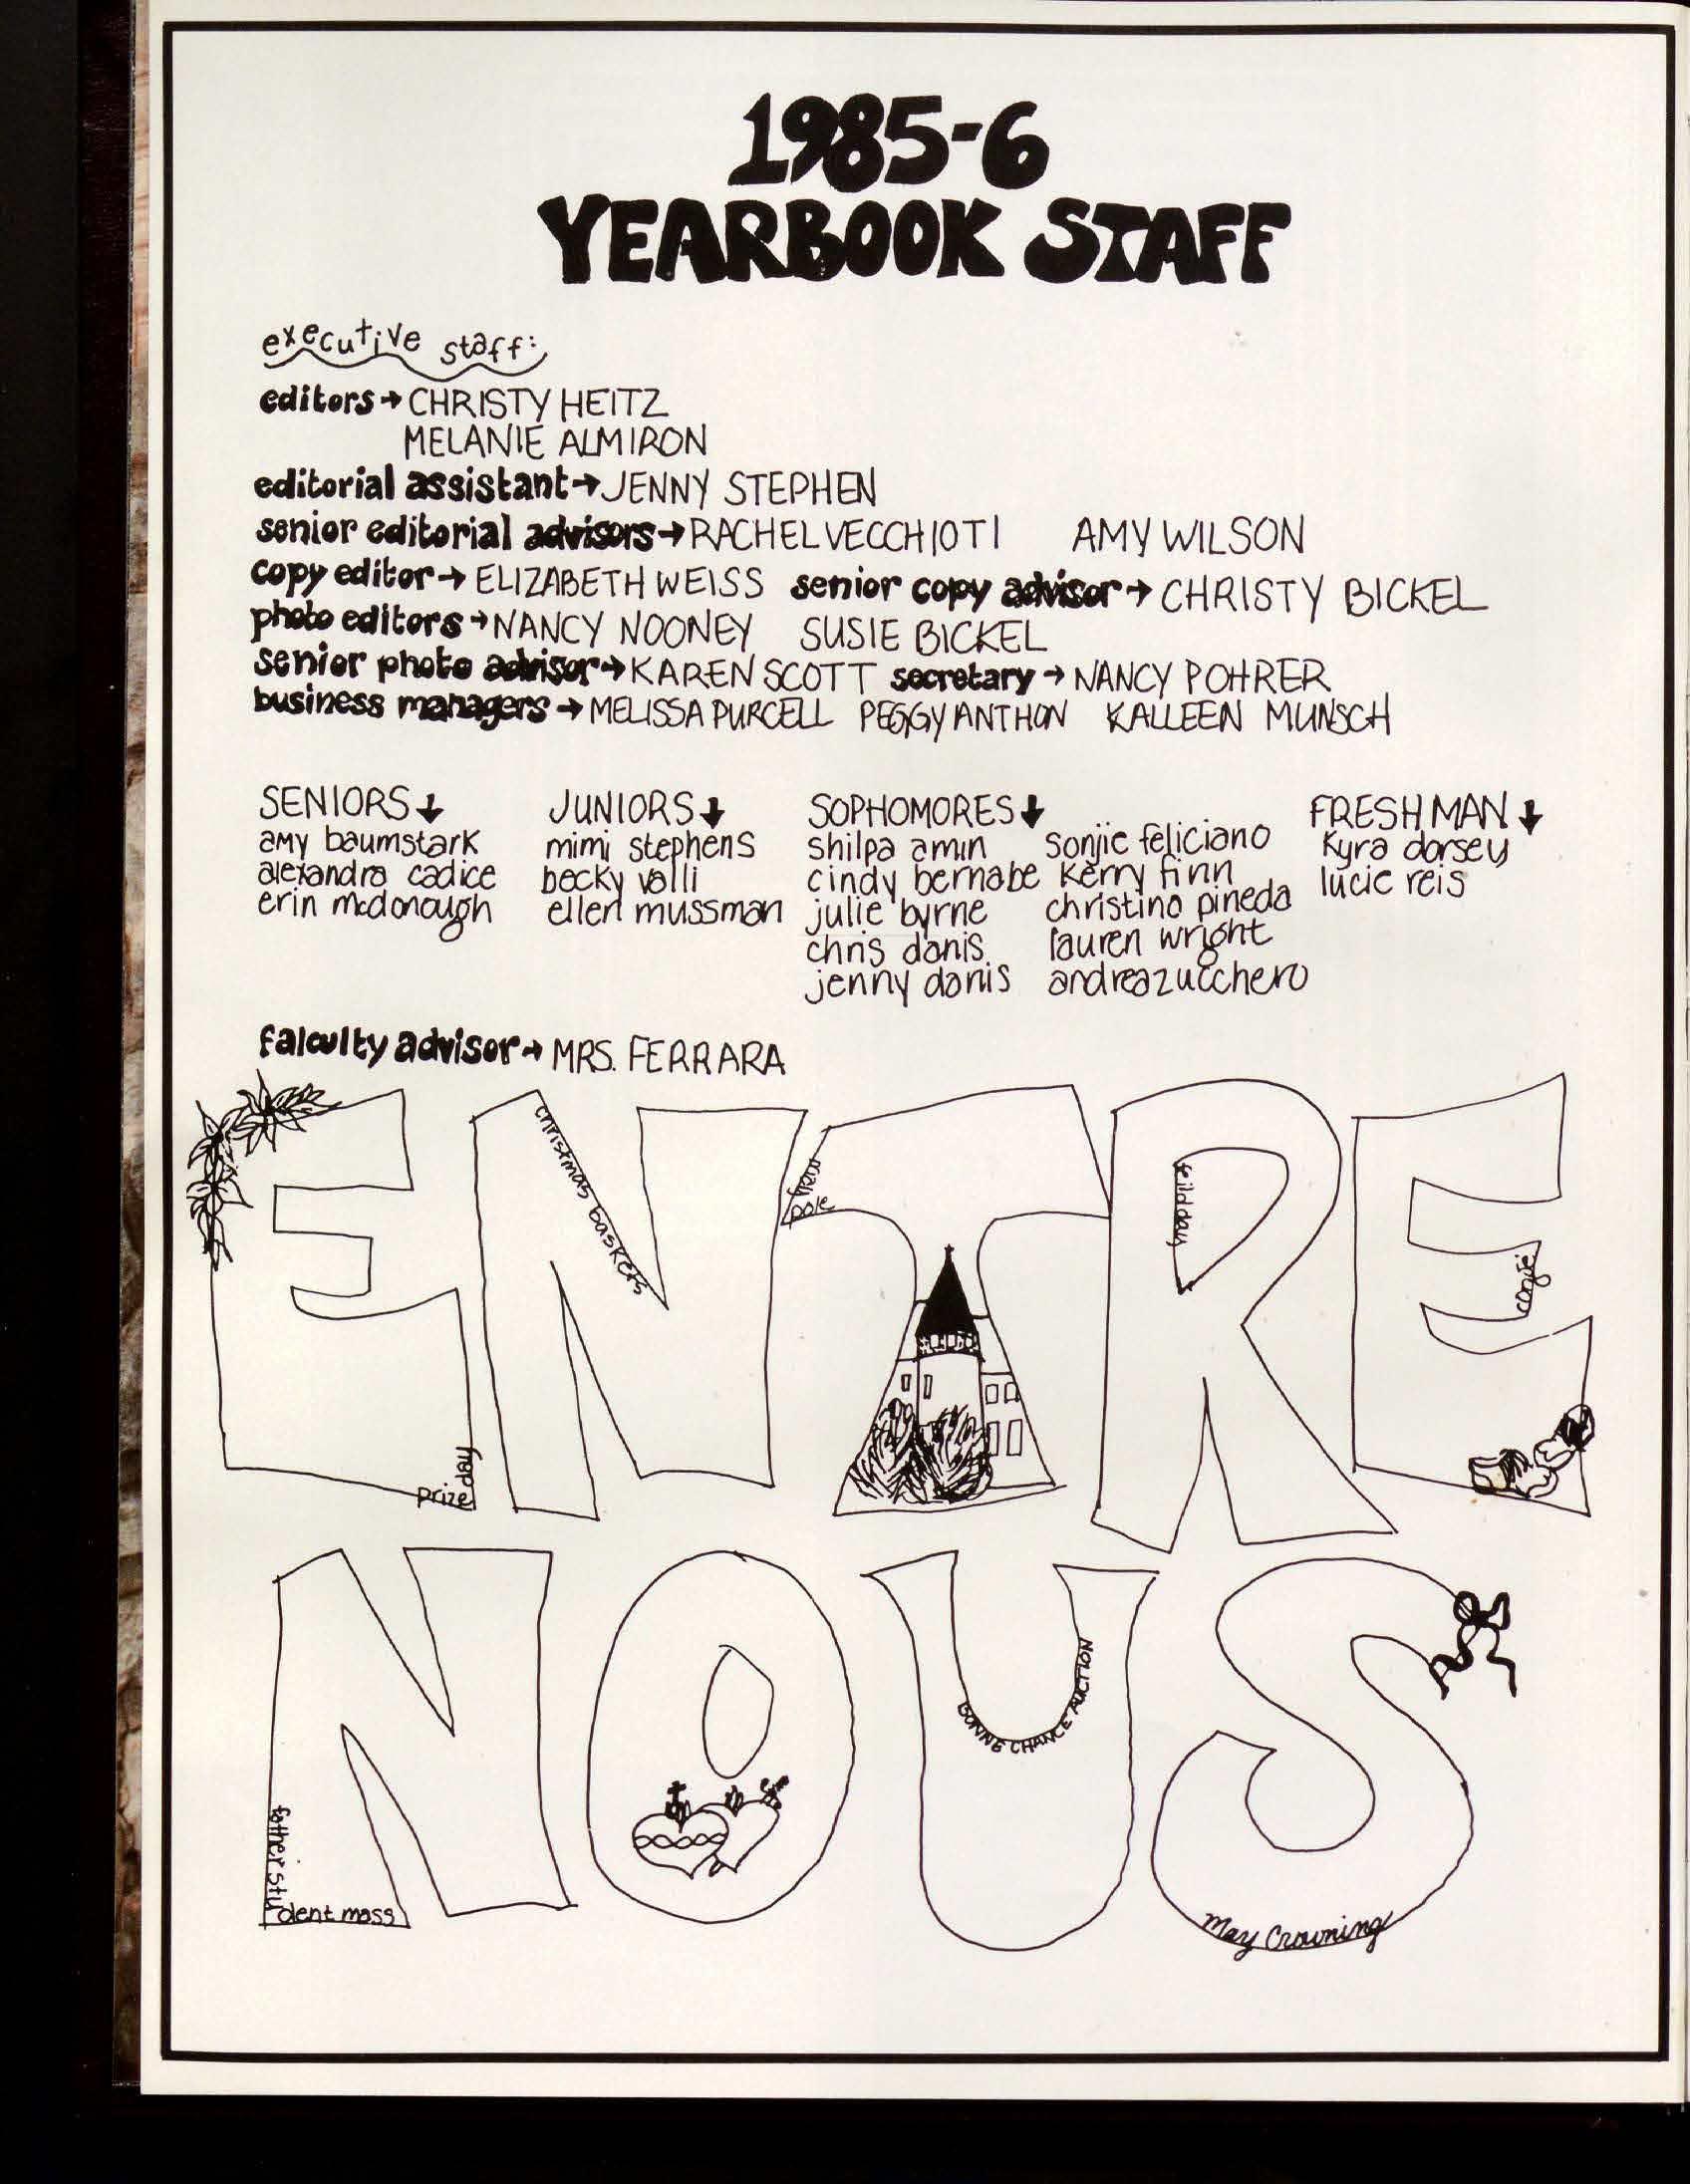 1985-6
YEARBOOK STAFF
executive staff:
editors→ CHRISTY HEITZ
MELANIE ALMIRON
editorial assistant→ JENNY STEPHEN
senior editorial advisors→ RACHEL VECCHIOTI AMY WILSON
copy editor→ ELIZABETH WEISS senior copy advisor→ CHRISTY BICKEL
photo editors→ NANCY NOONEY SUSIE BICKEL
senior photo advisor→ KAREN SCOTT secretary→ NANCY POHRER
business managers→ MELISSA PURCELL PEGGY ANTHON KALLEEN MUNSCH
SENIORS↓ JUNIORS↓ SOPHOMORES↓ FRESHMAN↓
amy baumstark mimi stephens shilpa amin sonjie feliciano kyra dorsey
alexandra cadice becky valli cindy bernabe kerry finn lucie reis
erin mcdonough ellen mussman julie byrne christina pineda
chris danis lauren wright
jenny danis andrea zucchero
falculty advisor→ MRS. FERRARA
ENTRE
christmas baskets
pole
feild day
congé
prize day
NOUS
BONNE CHANCE AUCTION
father student mass
May Crowning